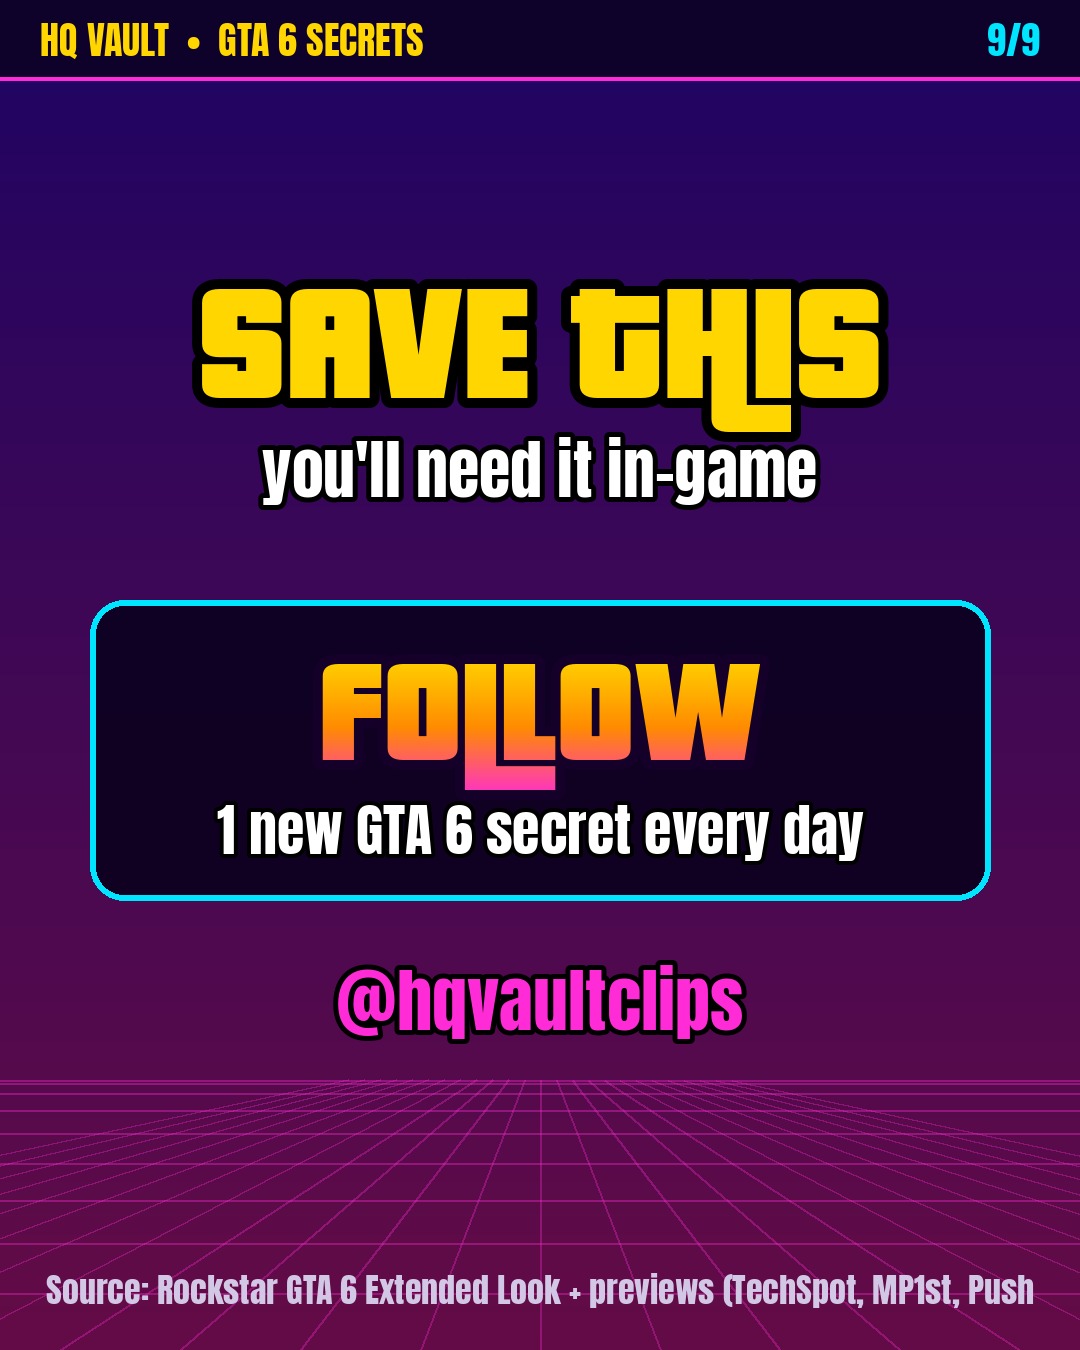 HQ VAULT • GTA 6 SECRETS
9/9
SAVE THIS
you'll need it in-game
FOLLOW
1 new GTA 6 secret every day
@hqvaultclips
Source: Rockstar GTA 6 Extended Look + previews (TechSpot, MP1st, Push